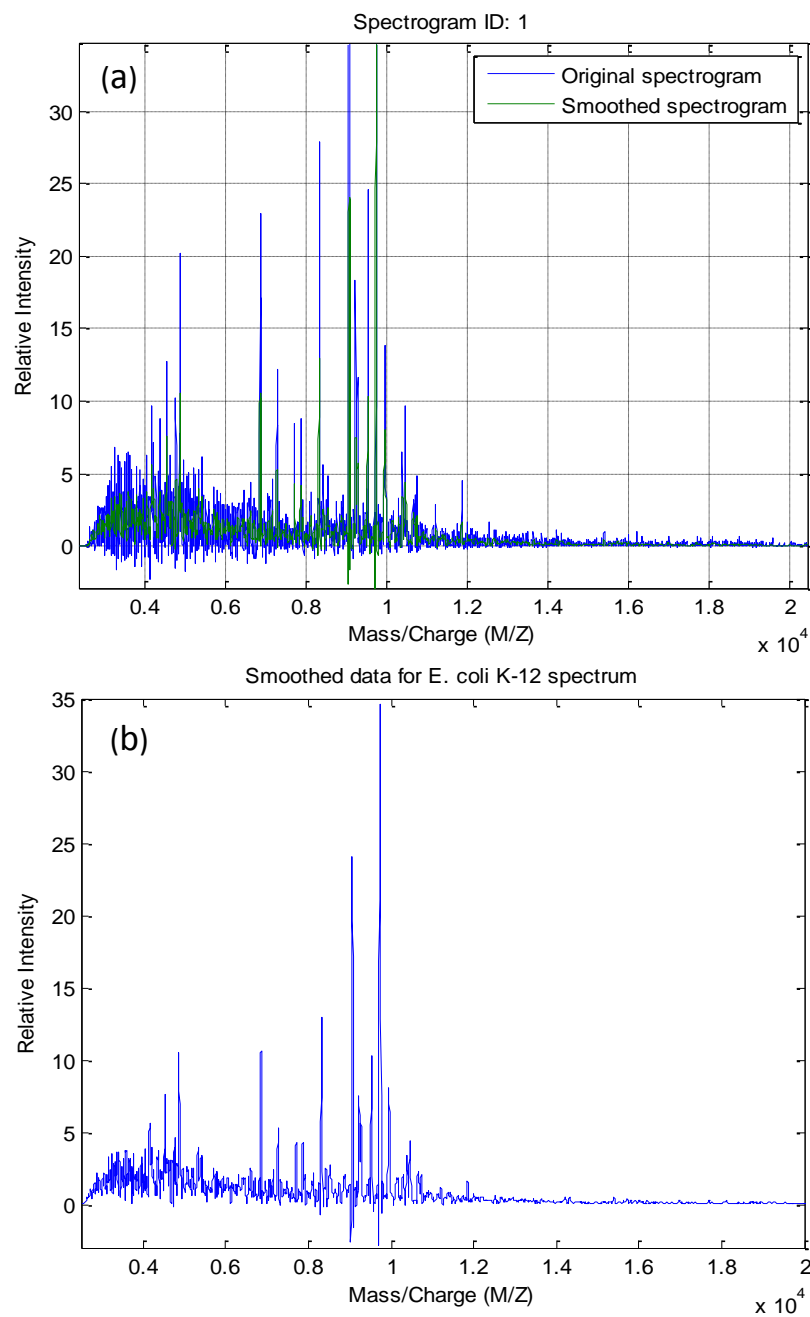 Spectrogram ID: 1
(a)
Original spectrogram
Smoothed spectrogram
Relative Intensity
30
25
20
15
10
5
0
0.4 0.6 0.8 1 1.2 1.4 1.6 1.8 2
Mass/Charge (M/Z)
x 10^4
Smoothed data for E. coli K-12 spectrum
(b)
Relative Intensity
35
30
25
20
15
10
5
0
0.4 0.6 0.8 1 1.2 1.4 1.6 1.8 2
Mass/Charge (M/Z)
x 10^4